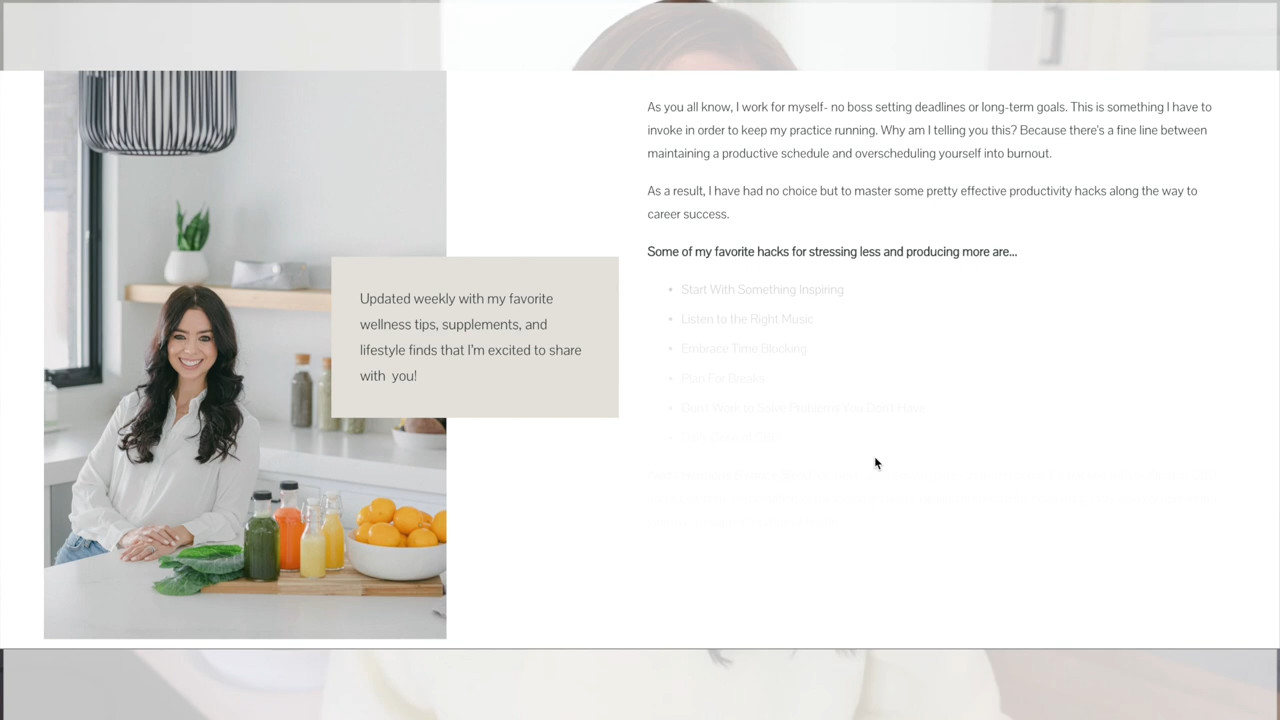 As you all know, I work for myself- no boss setting deadlines or long-term goals. This is something I have to
invoke in order to keep my practice running. Why am I telling you this? Because there's a fine line between
maintaining a productive schedule and overscheduling yourself into burnout.
As a result, I have had no choice but to master some pretty effective productivity hacks along the way to
career success.
Some of my favorite hacks for stressing less and producing more are...
• Start With Something Inspiring
• Listen to the Right Music
• Embrace Time Blocking
• Plan For Breaks
• Don't Work to Solve Problems You Don't Have
Updated weekly with my favorite
wellness tips, supplements, and
lifestyle finds that I'm excited to share
with you!